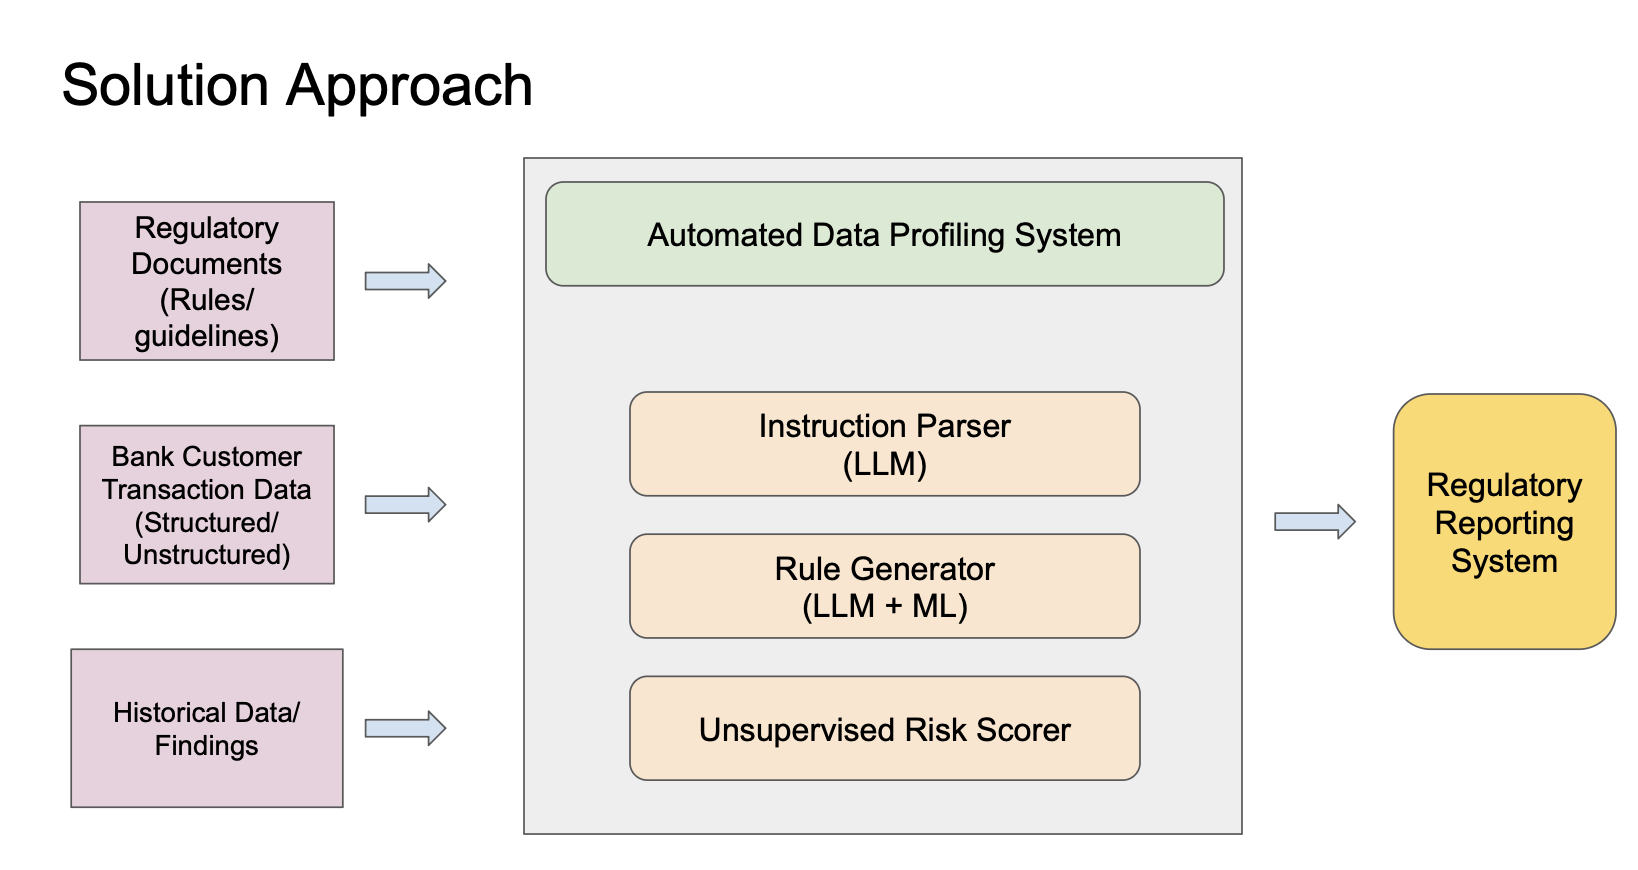 Solution Approach
Regulatory
Documents
(Rules/
guidelines)
Bank Customer
Transaction Data
(Structured/
Unstructured)
Historical Data/
Findings
Automated Data Profiling System
Instruction Parser
(LLM)
Rule Generator
(LLM + ML)
Unsupervised Risk Scorer
Regulatory
Reporting
System